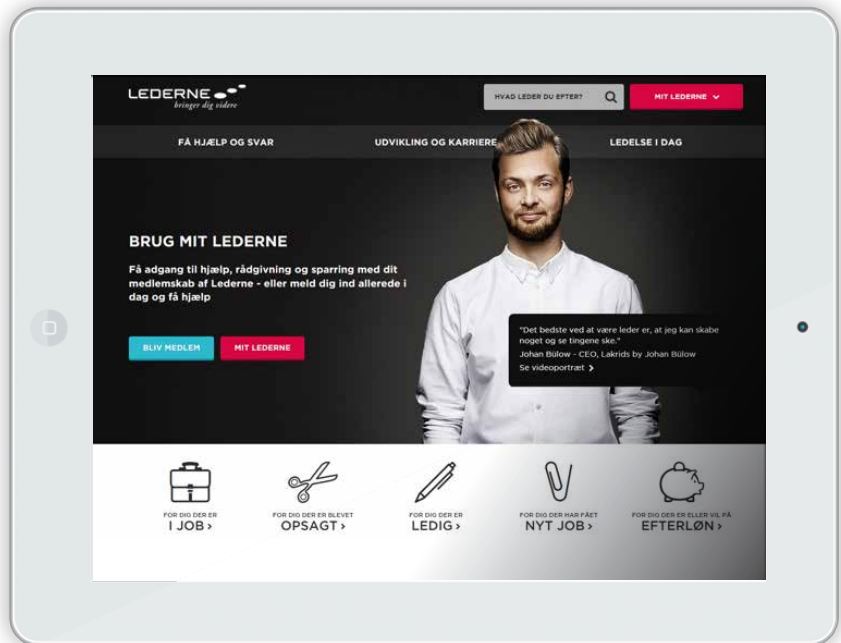 LEDERNE
bringer dig videre
HVAD LEDER DU EFTER?
MIT LEDERNE
FÅ HJÆLP OG SVAR
UDVIKLING OG KARRIERE
LEDELSE I DAG
BRUG MIT LEDERNE
Få adgang til hjælp, rådgivning og sparring med dit
medlemskab af Lederne - eller meld dig ind allerede i
dag og få hjælp
BLIV MEDLEM
MIT LEDERNE
"Det bedste ved at være leder er, at jeg kan skabe
noget og se tingene ske."
Johan Bülow - CEO, Lakrids by Johan Bülow
Se videoportræt >
FOR DIG DER ER
I JOB >
FOR DIG DER ER BLEVET
OPSAGT >
FOR DIG DER ER
LEDIG >
FOR DIG DER HAR FÅET
NYT JOB >
FOR DIG DER ER ELLER VIL PÅ
EFTERLØN >